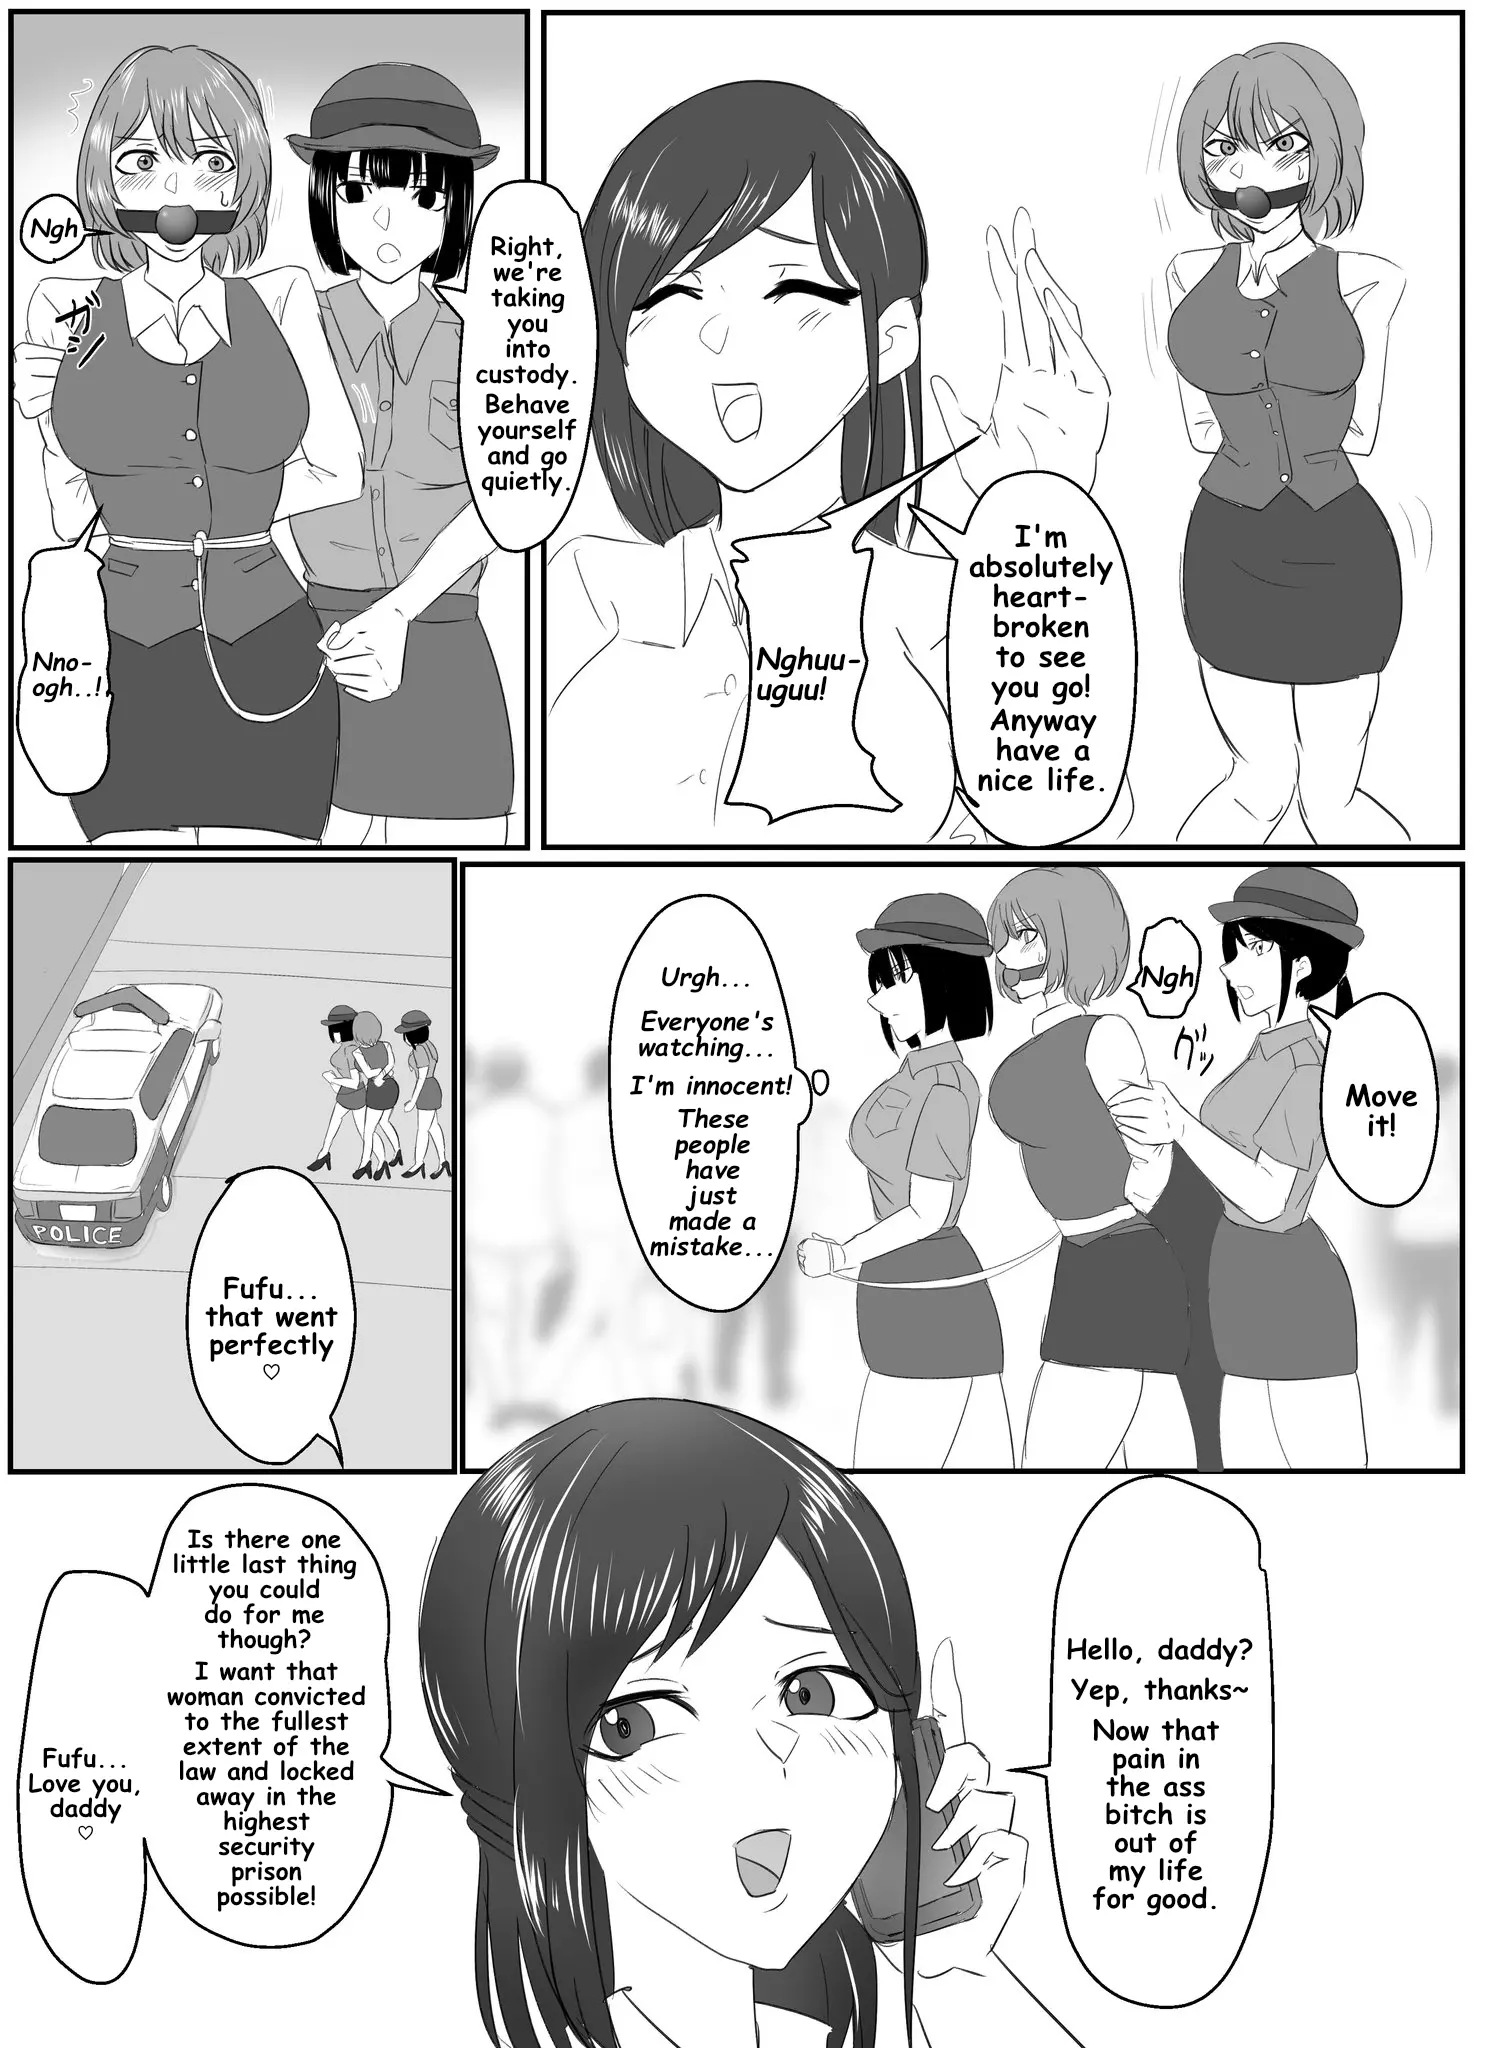 Ngh
Right,
we're
taking
you
into
custody.
Behave
yourself
and go
quietly.
ガシ
Nno-
ogh..!
I'm
absolutely
heart-
broken
to see
you go!
Anyway
have a
nice life.
Nghuu-
uguu!
POLICE
Fufu...
that went
perfectly
♡
Urgh...
Everyone's
watching...
I'm innocent!
These
people
have
just
made a
mistake...
Ngh
グッ
Move
it!
Is there one
little last thing
you could
do for me
though?
I want that
woman convicted
to the fullest
extent of the
law and locked
away in the
highest
security
prison
possible!
Fufu...
Love you,
daddy
♡
Hello, daddy?
Yep, thanks~
Now that
pain in
the ass
bitch is
out of
my life
for good.